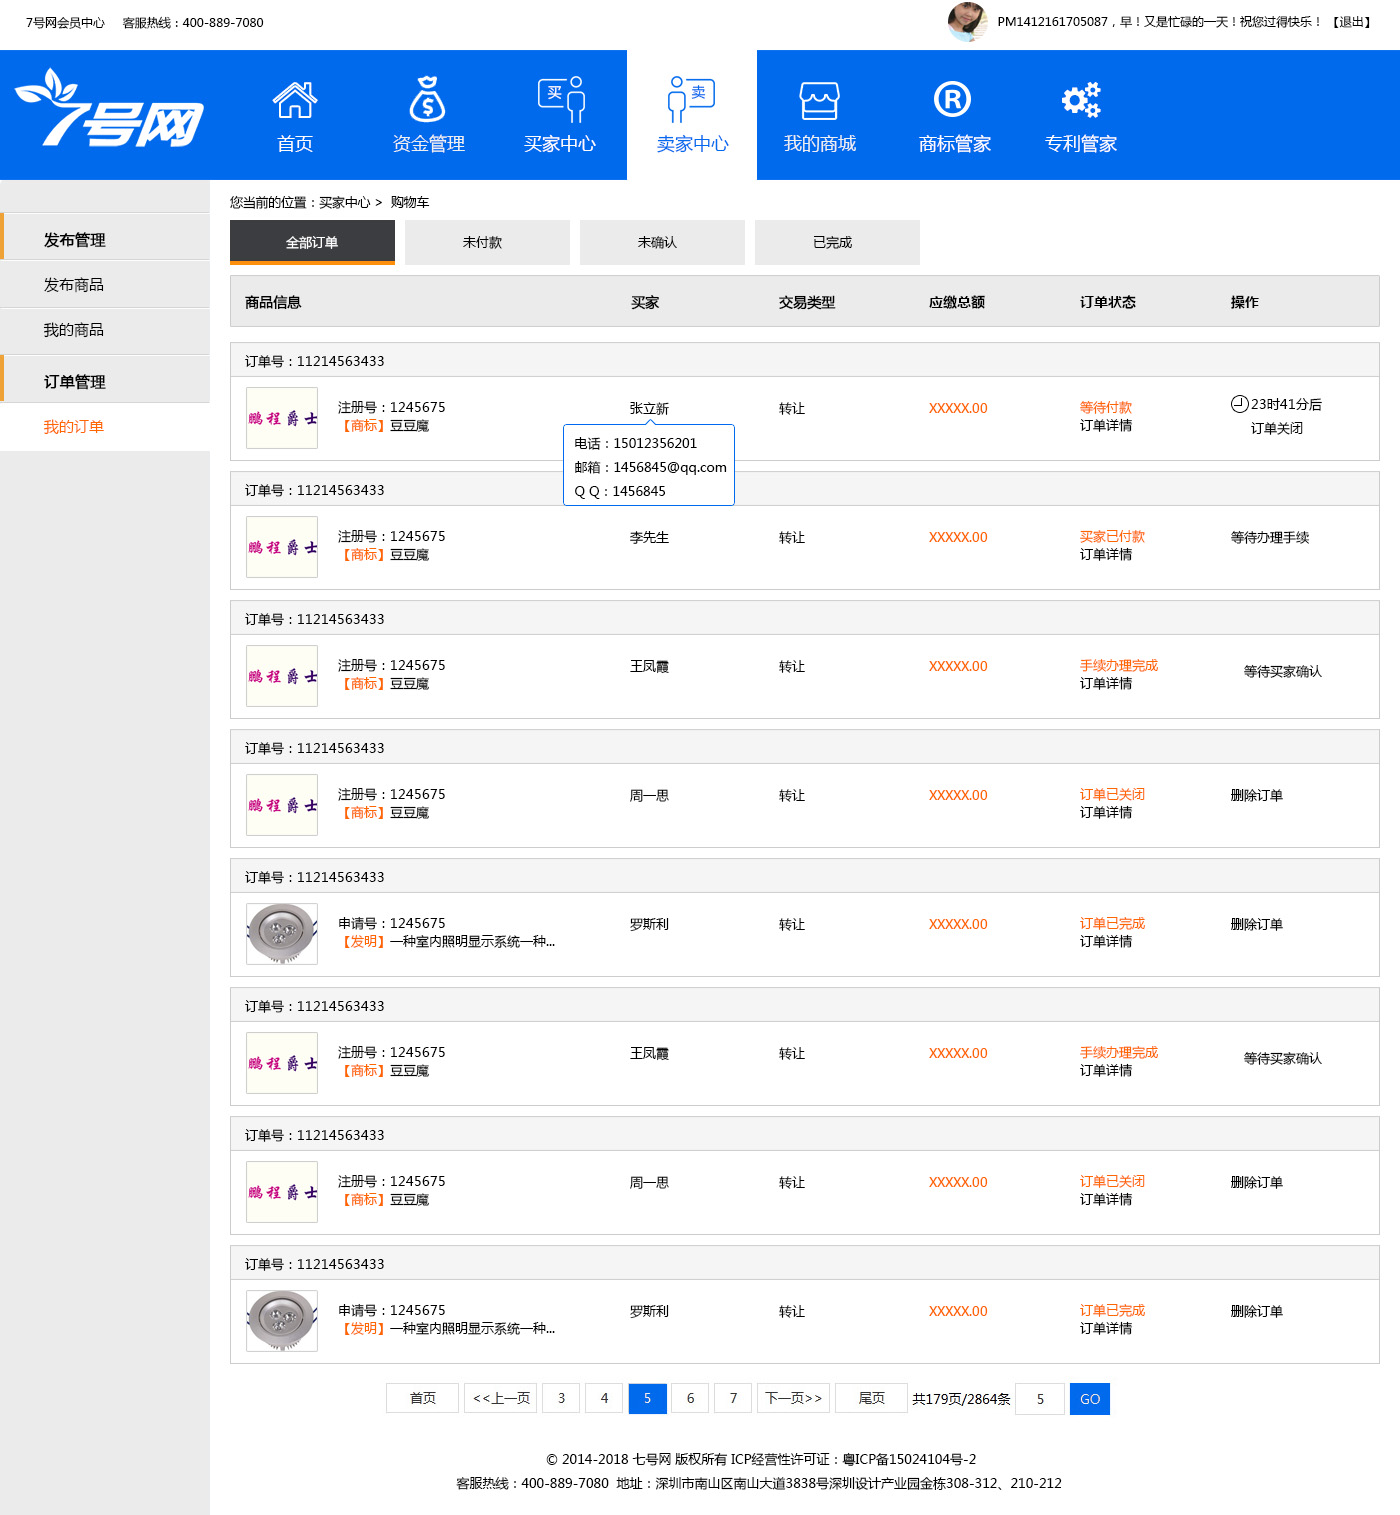 7号网会员中心 客服热线：400-889-7080 PM1412161705087，早！又是忙碌的一天！祝您过得快乐！ 【退出】
7号网 首页 资金管理 买 买家中心 卖 卖家中心 我的商城 R 商标管家 专利管家
发布管理
发布商品
我的商品
订单管理
我的订单
您当前的位置：买家中心 > 购物车
全部订单 未付款 未确认 已完成
商品信息 买家 交易类型 应缴总额 订单状态 操作
订单号：11214563433
鹏程爵士 注册号：1245675 张立新 转让 XXXXX.00 等待付款 23时41分后
【商标】豆豆魔 订单详情 订单关闭
电话：15012356201
邮箱：1456845@qq.com
Q Q：1456845
订单号：11214563433
鹏程爵士 注册号：1245675 李先生 转让 XXXXX.00 买家已付款 等待办理手续
【商标】豆豆魔 订单详情
订单号：11214563433
鹏程爵士 注册号：1245675 王凤霞 转让 XXXXX.00 手续办理完成 等待买家确认
【商标】豆豆魔 订单详情
订单号：11214563433
鹏程爵士 注册号：1245675 周一思 转让 XXXXX.00 订单已关闭 删除订单
【商标】豆豆魔 订单详情
订单号：11214563433
申请号：1245675 罗斯利 转让 XXXXX.00 订单已完成 删除订单
【发明】一种室内照明显示系统一种... 订单详情
订单号：11214563433
鹏程爵士 注册号：1245675 王凤霞 转让 XXXXX.00 手续办理完成 等待买家确认
【商标】豆豆魔 订单详情
订单号：11214563433
鹏程爵士 注册号：1245675 周一思 转让 XXXXX.00 订单已关闭 删除订单
【商标】豆豆魔 订单详情
订单号：11214563433
申请号：1245675 罗斯利 转让 XXXXX.00 订单已完成 删除订单
【发明】一种室内照明显示系统一种... 订单详情
首页 <<上一页 3 4 5 6 7 下一页>> 尾页 共179页/2864条 5 GO
© 2014-2018 七号网 版权所有 ICP经营性许可证：粤ICP备15024104号-2
客服热线：400-889-7080 地址：深圳市南山区南山大道3838号深圳设计产业园金栋308-312、210-212